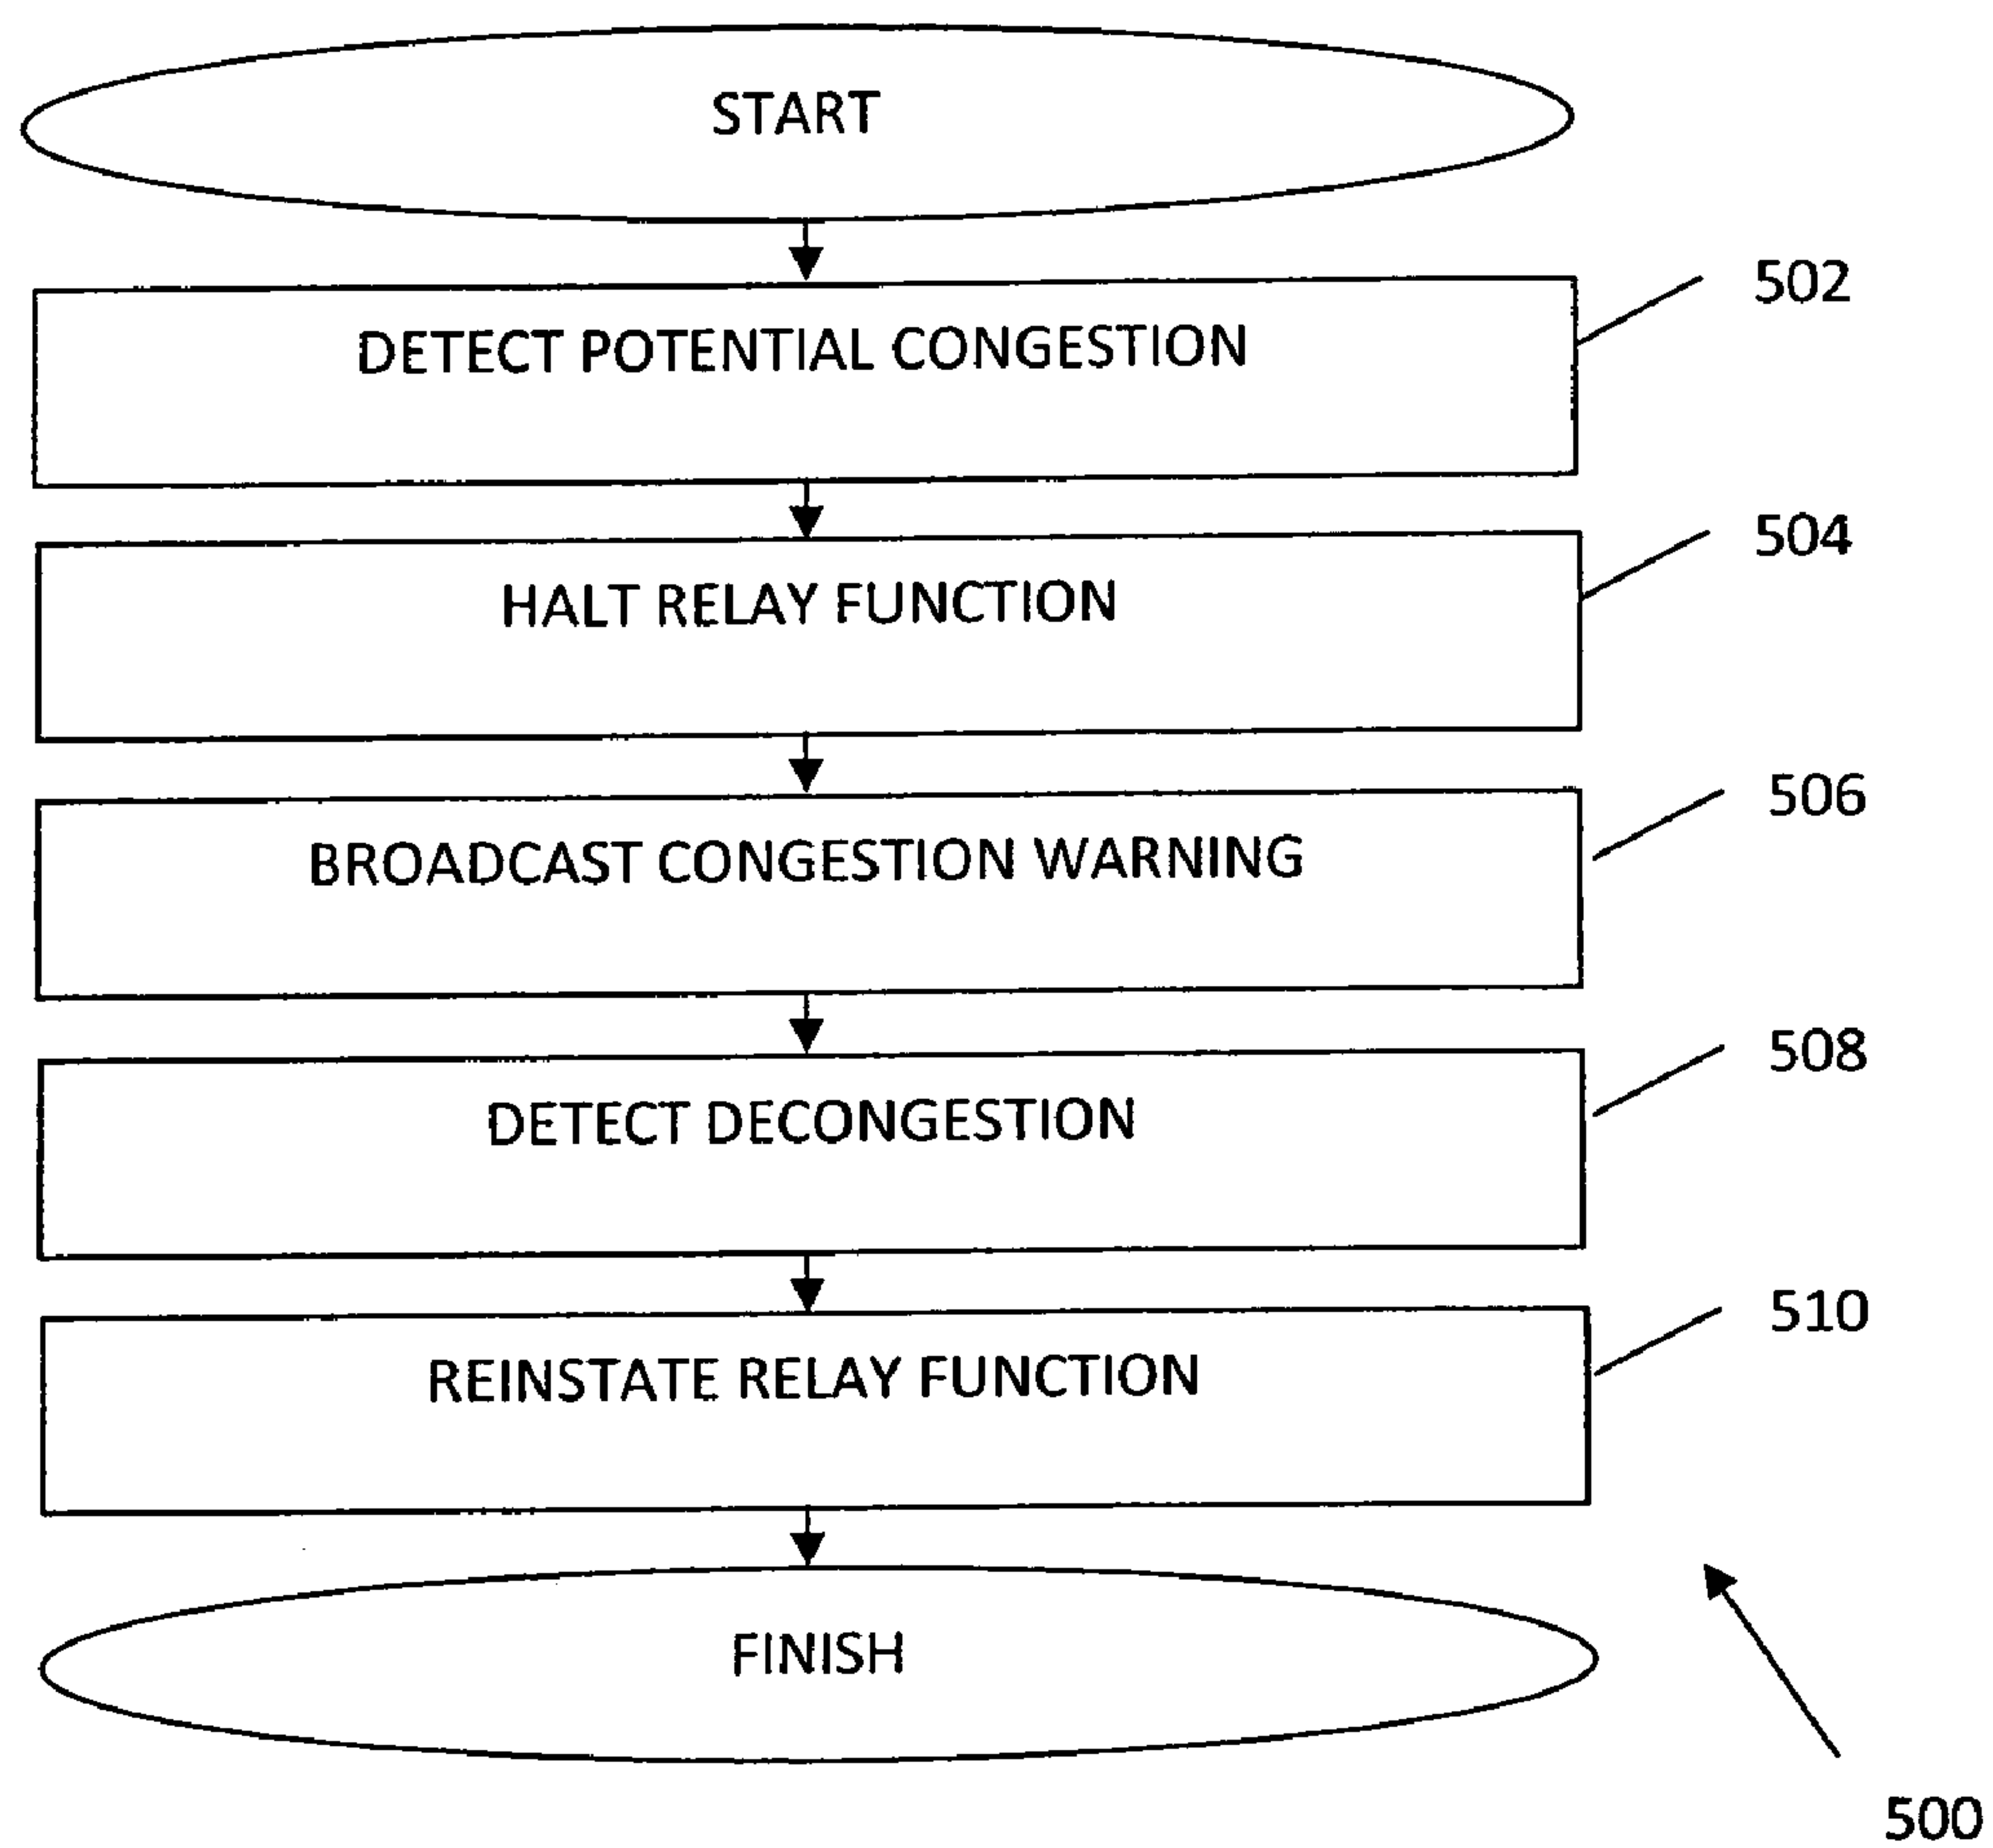 START
502
DETECT POTENTIAL CONGESTION
504
HALT RELAY FUNCTION
506
BROADCAST CONGESTION WARNING
508
DETECT DECONGESTION
510
REINSTATE RELAY FUNCTION
FINISH
500